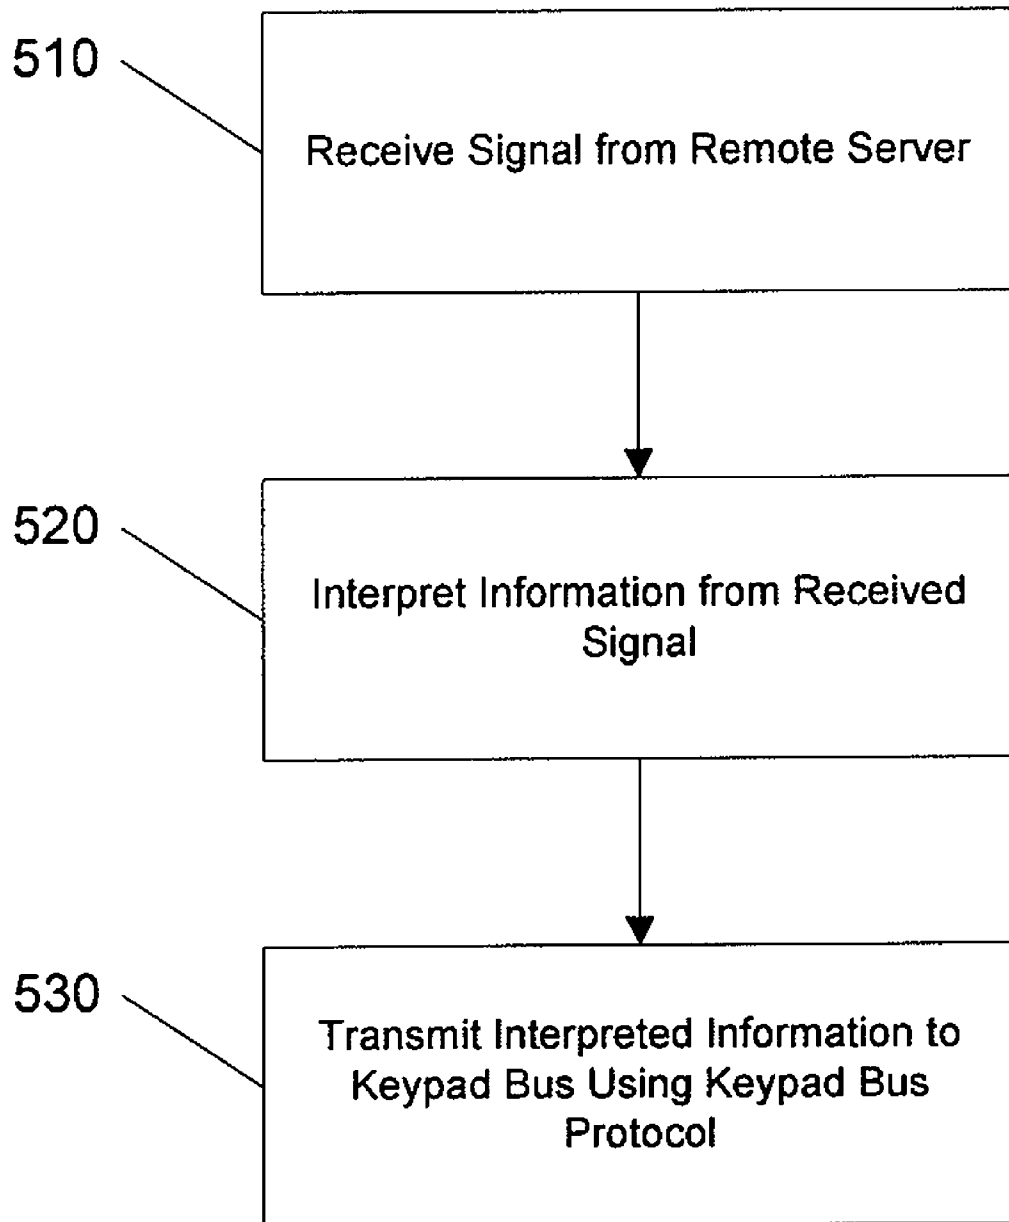 510
Receive Signal from Remote Server
520
Interpret Information from Received
Signal
530
Transmit Interpreted Information to
Keypad Bus Using Keypad Bus
Protocol